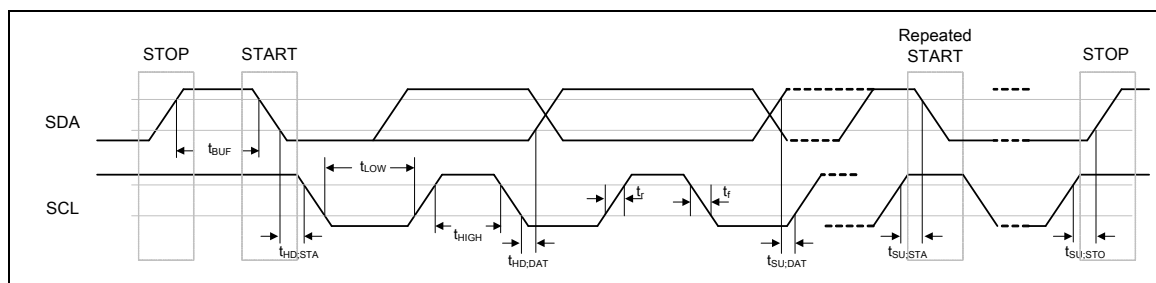 STOP
START
Repeated
START
STOP
SDA
tBUF
tLOW
SCL
tr
tf
tHIGH
tHD;STA
tHD;DAT
tSU;DAT
tSU;STA
tSU;STO